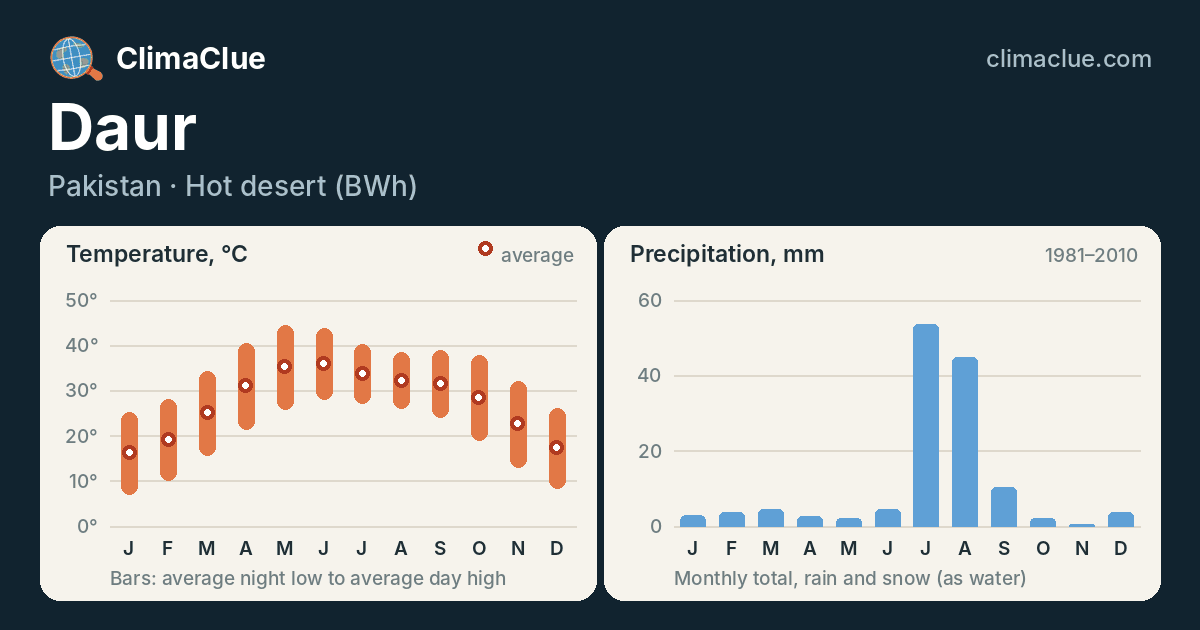 ClimaClue
climaclue.com
Daur
Pakistan · Hot desert (BWh)
Temperature, °C
average
50°
40°
30°
20°
10°
0°
J F M A M J J A S O N D
Bars: average night low to average day high
Precipitation, mm
1981–2010
60
40
20
0
J F M A M J J A S O N D
Monthly total, rain and snow (as water)